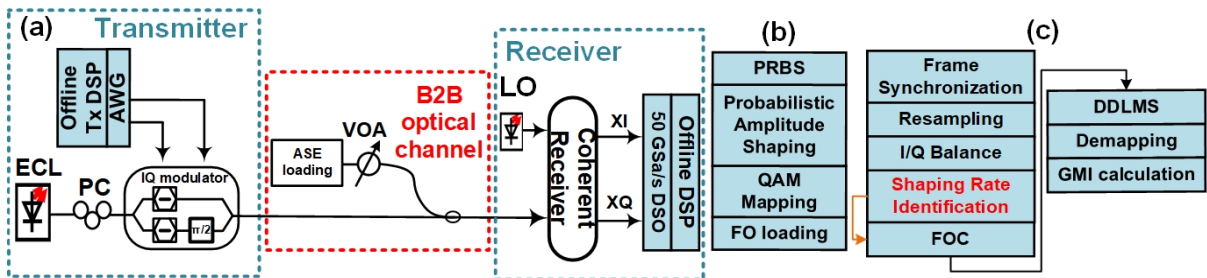 (a)
Transmitter
Offline
Tx DSP
AWG
ECL
PC
IQ modulator
π/2
B2B
optical
channel
ASE
loading
VOA
Receiver
LO
Coherent
Receiver
XI
XQ
50 GSa/s DSO
Offline DSP
(b)
PRBS
Probabilistic
Amplitude
Shaping
QAM
Mapping
FO loading
(c)
Frame
Synchronization
Resampling
I/Q Balance
Shaping Rate
Identification
FOC
DDLMS
Demapping
GMI calculation